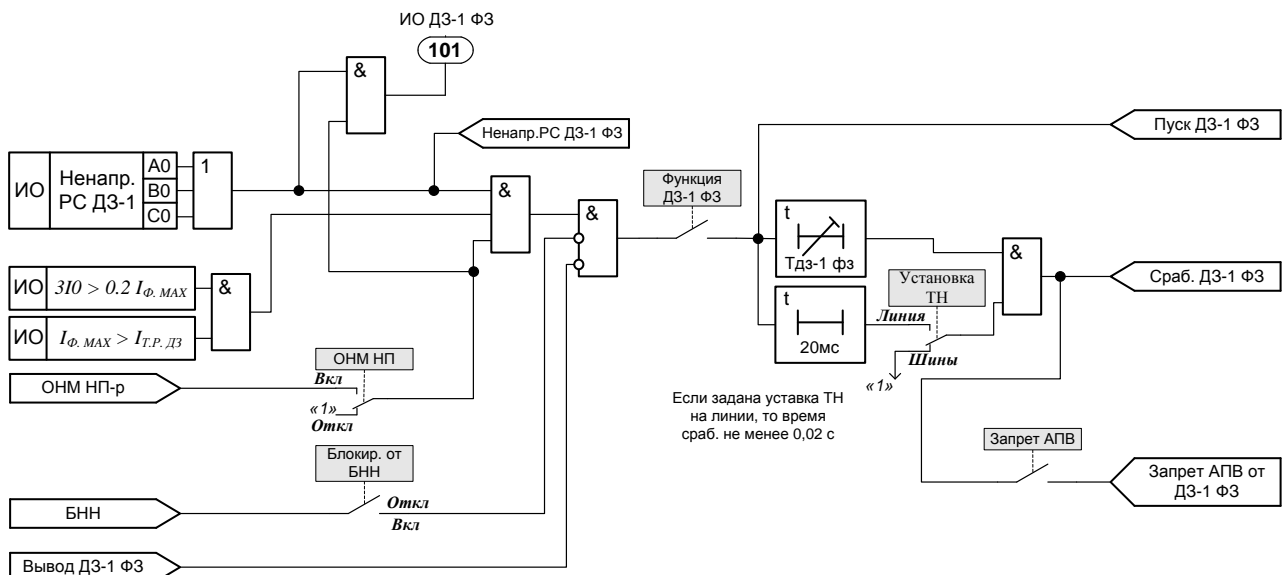 ИО ДЗ-1 ФЗ
101
&
Ненапр.РС ДЗ-1 ФЗ
Пуск ДЗ-1 ФЗ
ИО
Ненапр.
РС ДЗ-1
A0
B0
C0
1
&
&
Функция
ДЗ-1 ФЗ
t
Тдз-1 фз
&
Сраб. ДЗ-1 ФЗ
ИО
3I0 > 0.2 IФ. MAX
&
ИО
IФ. MAX > IТ.Р. ДЗ
t
20мс
Установка
ТН
Линия
Шины
«1»
ОНМ НП-р
ОНМ НП
Вкл
«1»
Откл
Если задана уставка ТН
на линии, то время
сраб. не менее 0,02 с
Запрет АПВ
Запрет АПВ от
ДЗ-1 ФЗ
Блокир. от
БНН
БНН
Откл
Вкл
Вывод ДЗ-1 ФЗ